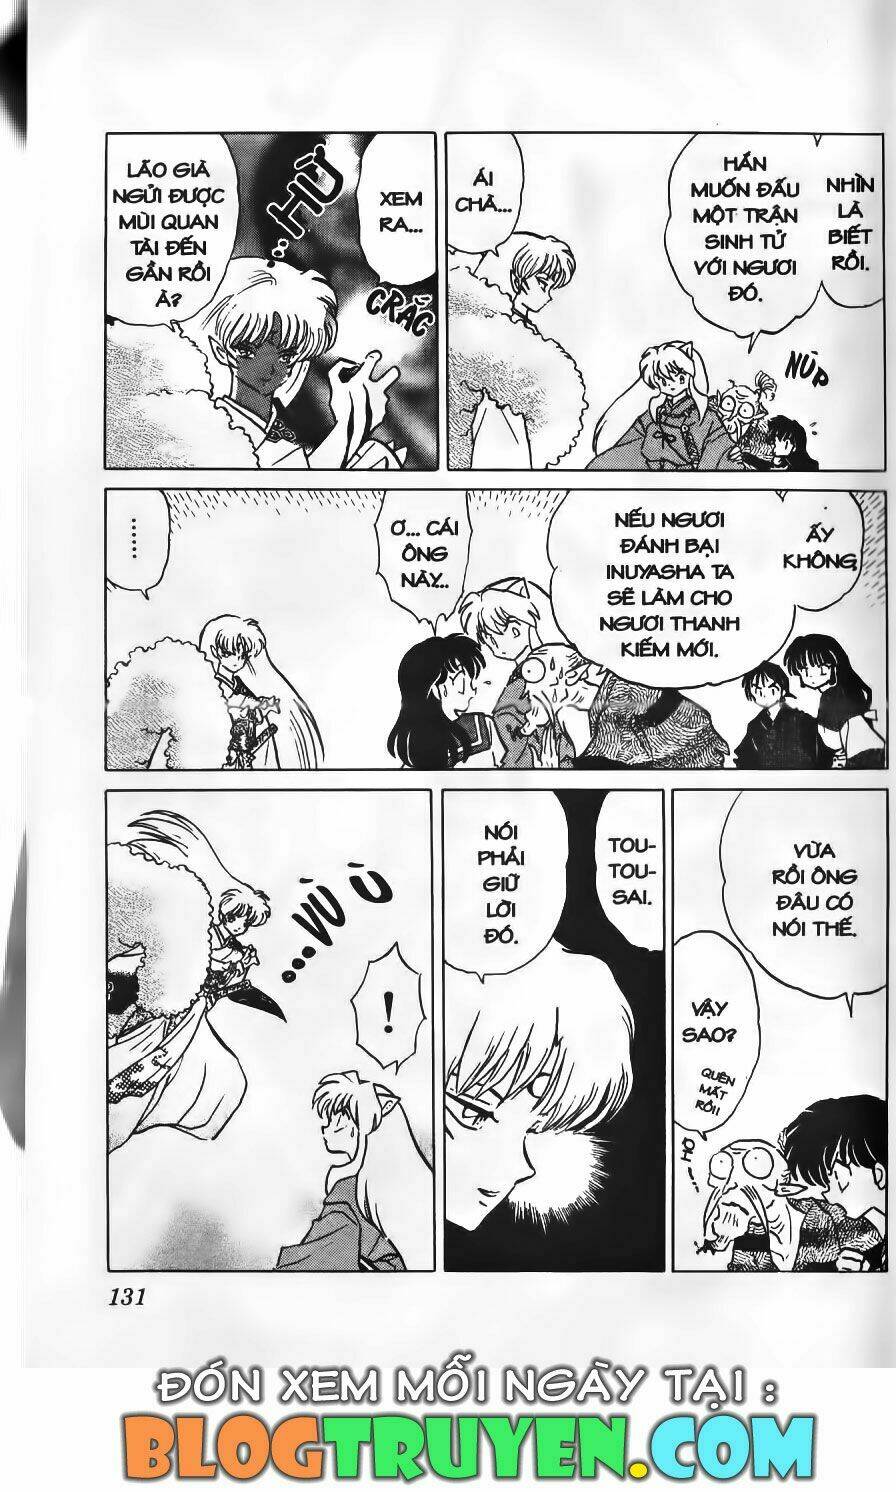 NHÌN
LÀ
BIẾT
RỒI.
HẮN
MUỐN ĐẤU
MỘT TRẬN
SINH TỬ
VỚI NGƯƠI
ĐÓ.
ÁI
CHÀ...
NÚP
XEM
RA...
...HỪ
CRẮC
LÃO GIÀ
NGỬI ĐƯỢC
MÙI QUAN
TÀI ĐẾN
GẦN RỒI
À?
ẤY
KHÔNG,
NẾU NGƯƠI
ĐÁNH BẠI
INUYASHA TA
SẼ LÀM CHO
NGƯƠI THANH
KIẾM MỚI.
Ơ... CÁI
ÔNG
NÀY...
.......
VỪA
RỒI ÔNG
ĐÂU CÓ
NÓI THẾ.
VẬY
SAO?
QUÊN
MẤT
RỒI!
HỜ...
TOU-
TOU-
SAI.
NÓI
PHẢI
GIỮ
LỜI
ĐÓ.
...VÙ Ù
!
131
ĐÓN XEM MỖI NGÀY TẠI :
BLOGTRUYEN.COM